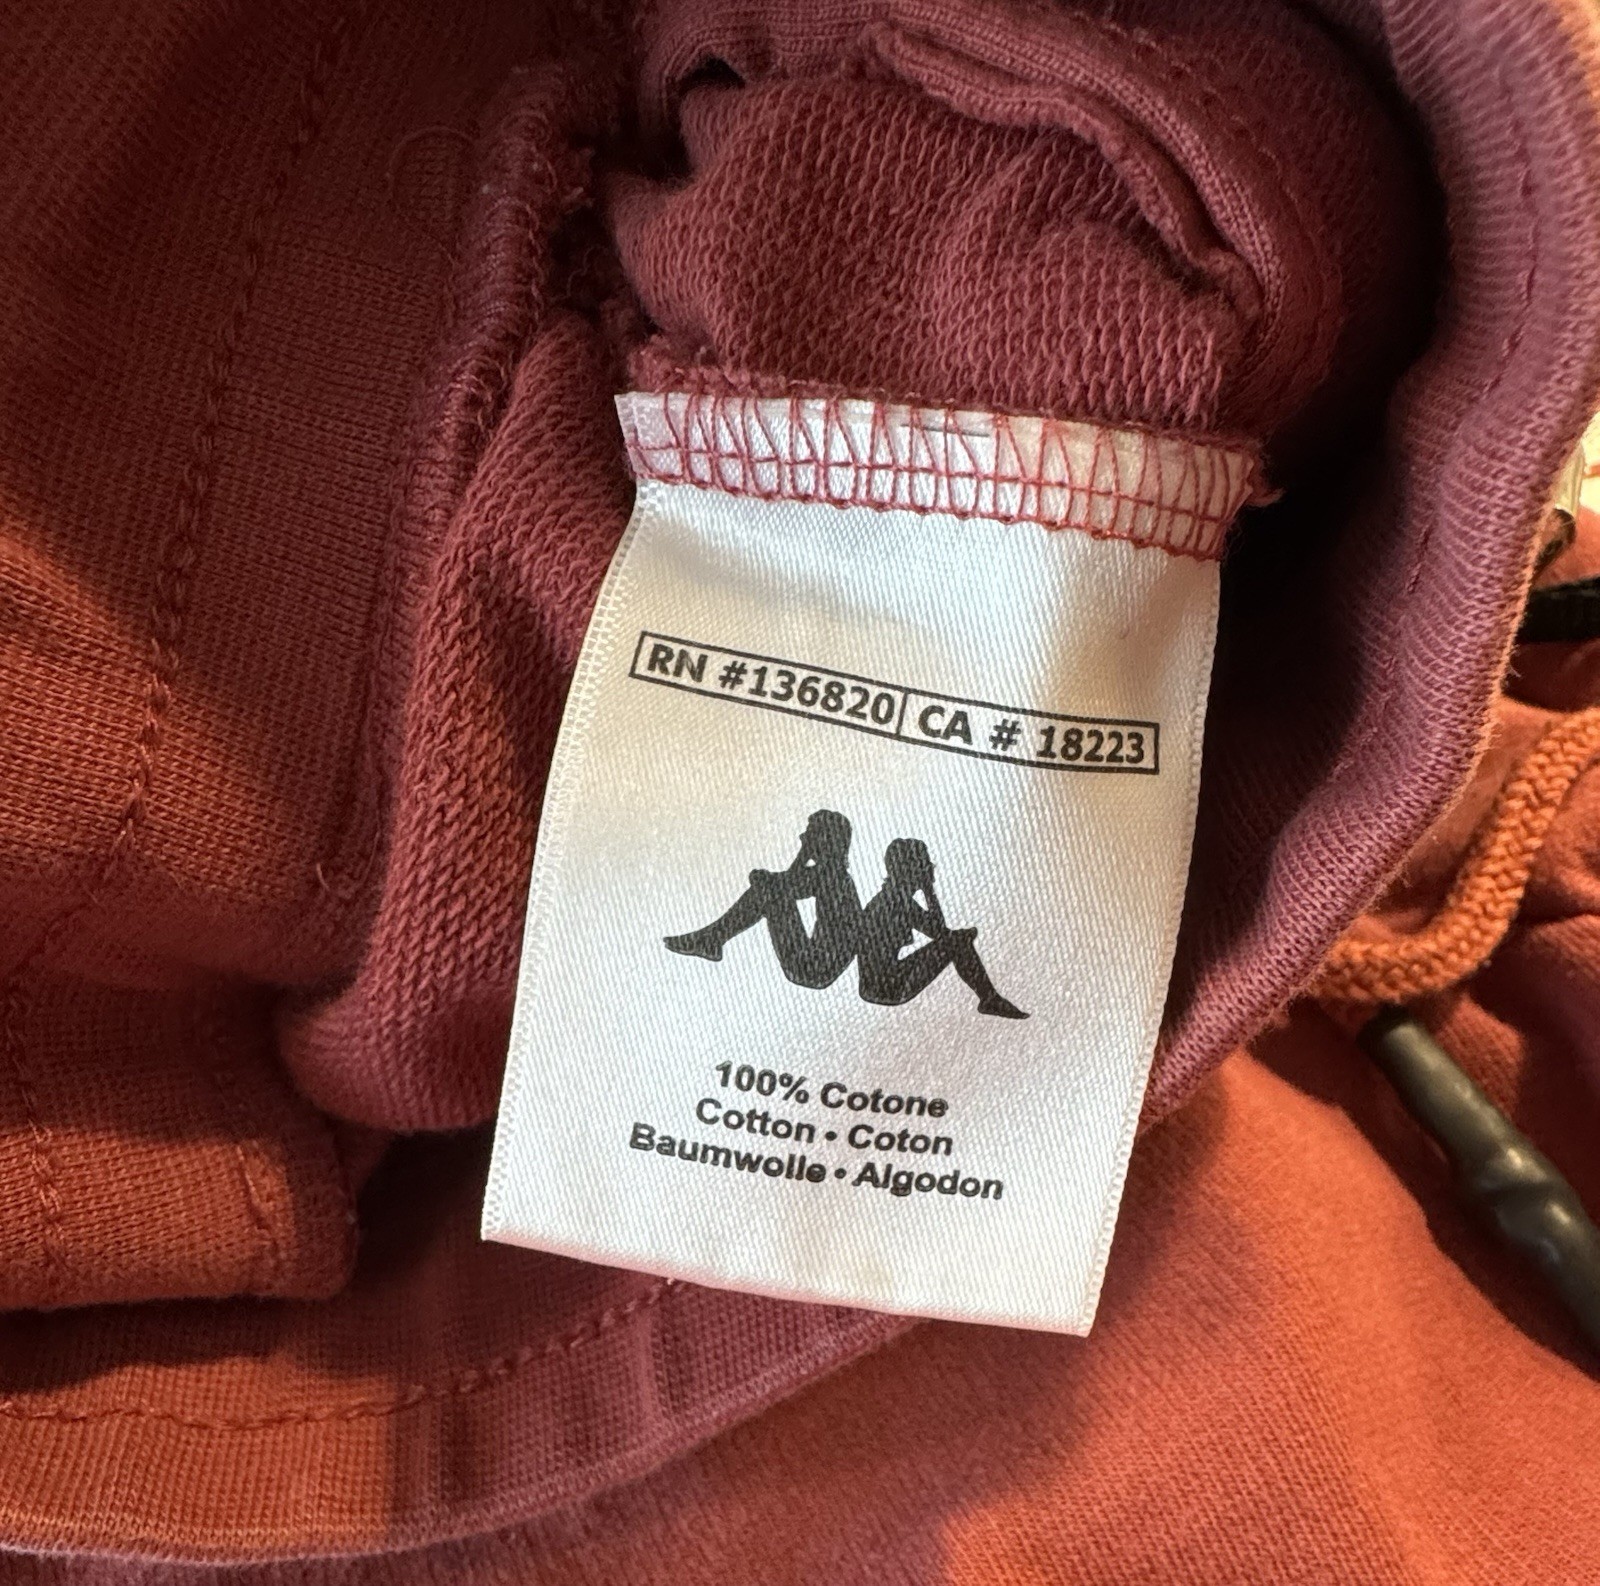 RN #136820 CA # 18223
100% Cotone
Cotton • Coton
Baumwolle • Algodon